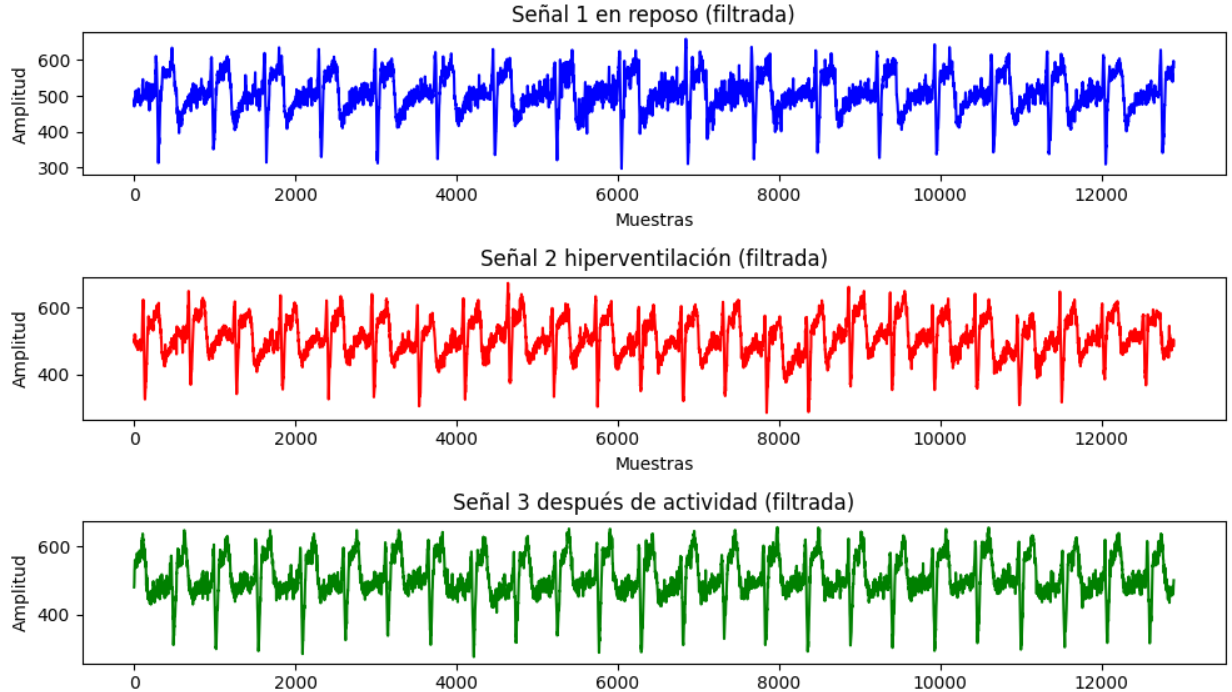 Señal 1 en reposo (filtrada)
600
500
400
300
Amplitud
0 2000 4000 6000 8000 10000 12000
Muestras
Señal 2 hiperventilación (filtrada)
600
400
Amplitud
0 2000 4000 6000 8000 10000 12000
Muestras
Señal 3 después de actividad (filtrada)
600
400
Amplitud
0 2000 4000 6000 8000 10000 12000